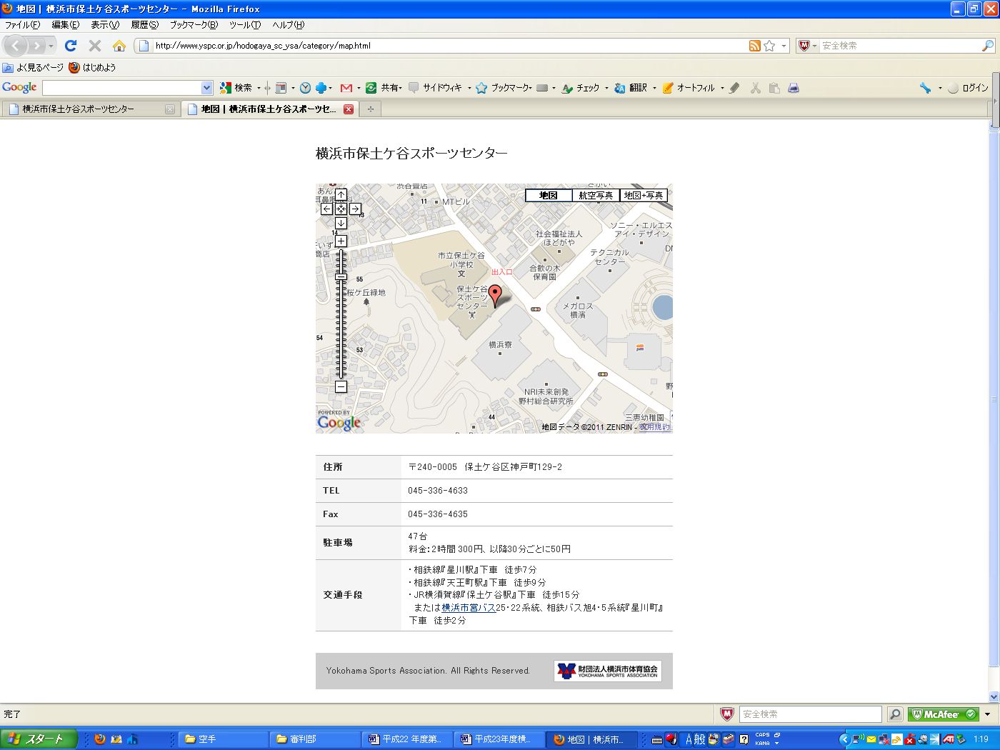 地図 | 横浜市保土ケ谷スポーツセンター - Mozilla Firefox
ファイル(F) 編集(E) 表示(V) 履歴(S) ブックマーク(B) ツール(T) ヘルプ(H)
http://www.yspc.or.jp/hodogaya_sc_ysa/category/map.html
安全検索
よく見るページ はじめよう
Google 検索 共有 サイドウィキ ブックマーク チェック 翻訳 オートフィル ログイン
横浜市保土ケ谷スポーツセンター
地図 | 横浜市保土ケ谷スポーツセ...
横浜市保土ケ谷スポーツセンター
渋谷書店
11
MTビル
地図 航空写真 地図+写真
ソニー・エルエス
アイ・デザイン
社会福祉法人
ほどがや
テクニカル
センター
14
市立保土ケ谷
小学校
文
出入口
合歓の木
保育園
55
桜ケ丘緑地
保土ケ谷
スポーツ
センター
メガロス
横濱
54
53
横浜寮
NRI未来創発
野村総合研究所
44
三恵幼稚園
POWERED BY
Google
地図データ ©2011 ZENRIN - 利用規約
住所 〒240-0005 保土ケ谷区神戸町129-2
TEL 045-336-4633
Fax 045-336-4635
駐車場 47台
料金:2時間 300円、以降30分ごとに50円
交通手段
・相鉄線『星川駅』下車 徒歩7分
・相鉄線『天王町駅』下車 徒歩9分
・JR横須賀線『保土ケ谷駅』下車 徒歩15分
または横浜市営バス25・22系統、相鉄バス旭4・5系統『星川町』
下車 徒歩2分
Yokohama Sports Association. All Rights Reserved.
財団法人横浜市体育協会
YOKOHAMA SPORTS ASSOCIATION
完了
安全検索
McAfee
スタート
空手
審判部
平成22 年度第...
平成23年度横...
地図 | 横浜市...
A 般
CAPS
KANA
1:19